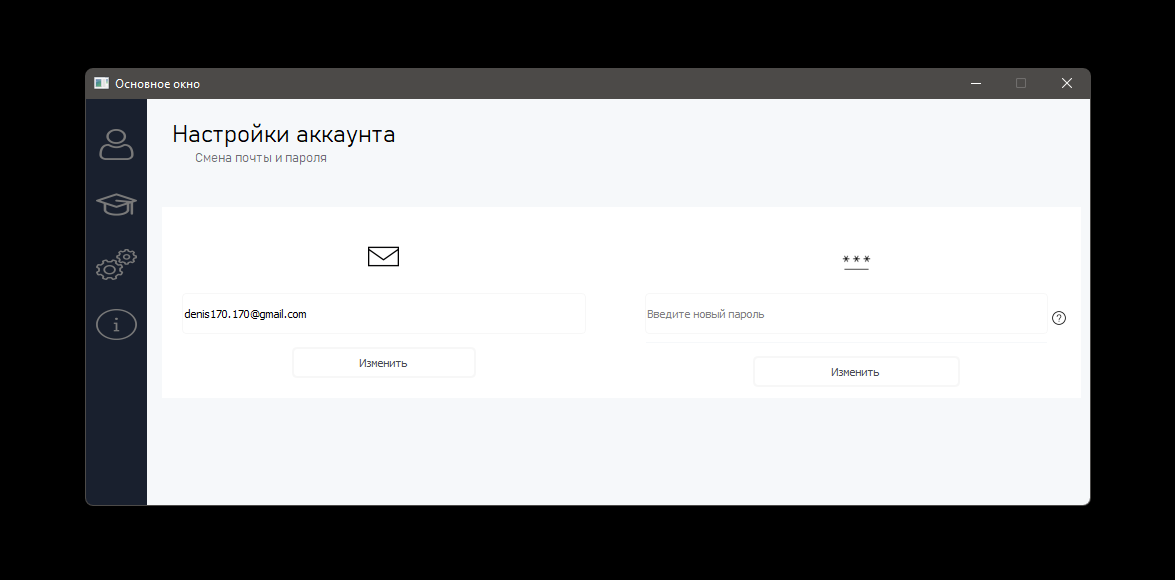 Основное окно
Настройки аккаунта
Смена почты и пароля
***
denis170.170@gmail.com
Введите новый пароль
?
Изменить
Изменить
i